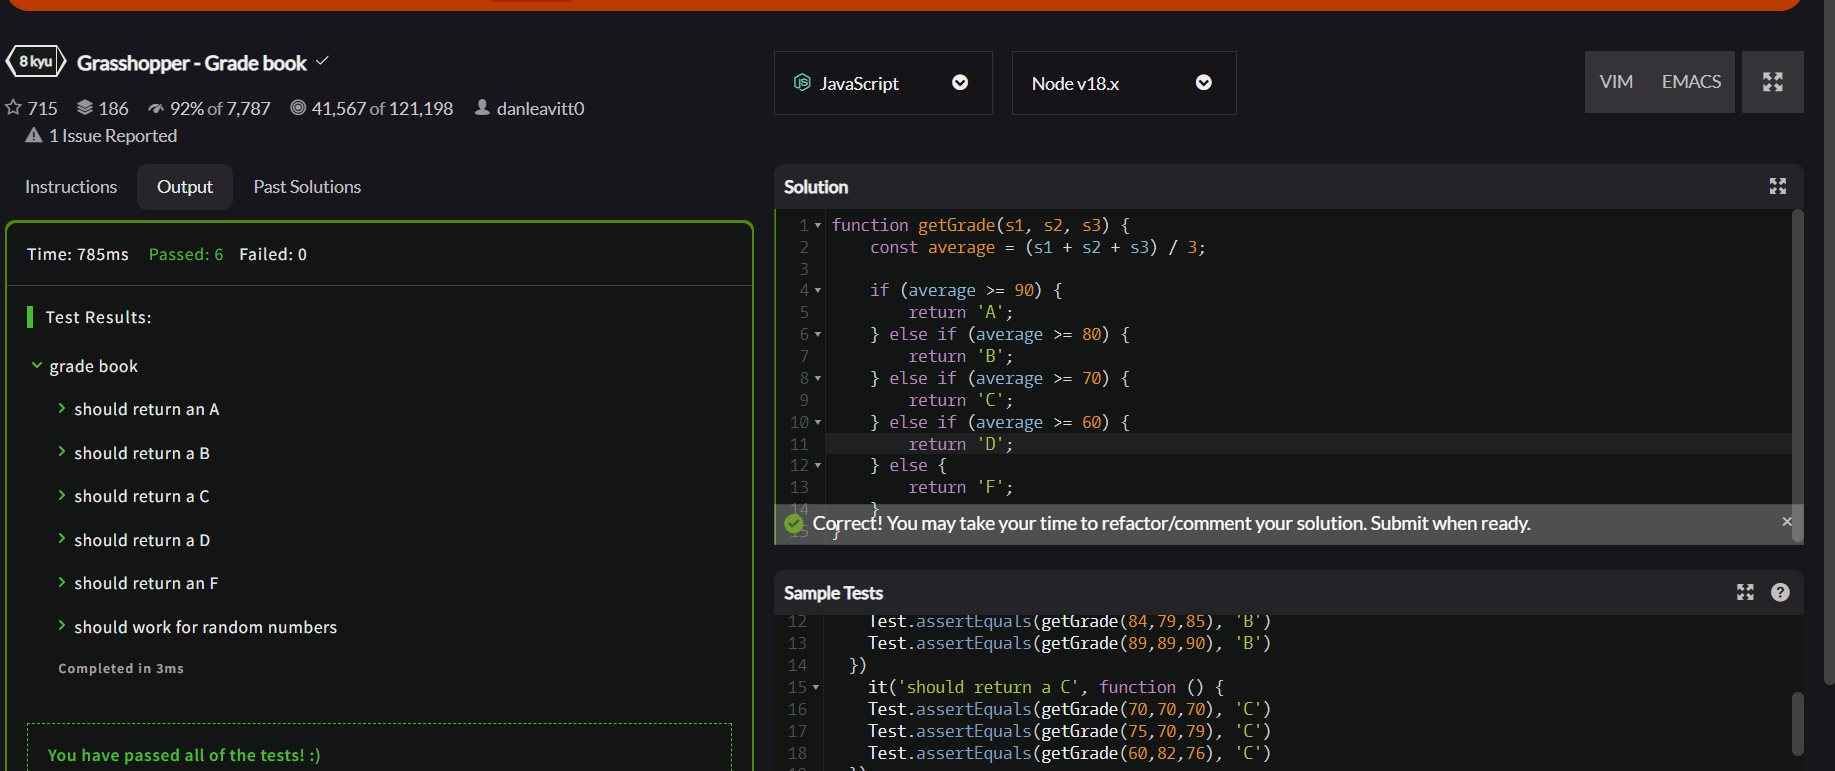 8 kyu Grasshopper - Grade book
715 186 92% of 7,787 41,567 of 121,198 danleavitt0
1 Issue Reported
Instructions Output Past Solutions
Time: 785ms Passed: 6 Failed: 0
Test Results:
grade book
should return an A
should return a B
should return a C
should return a D
should return an F
should work for random numbers
Completed in 3ms
You have passed all of the tests! :)
JavaScript Node v18.x VIM EMACS
Solution
1 function getGrade(s1, s2, s3) {
2 const average = (s1 + s2 + s3) / 3;
3
4 if (average >= 90) {
5 return 'A';
6 } else if (average >= 80) {
7 return 'B';
8 } else if (average >= 70) {
9 return 'C';
10 } else if (average >= 60) {
11 return 'D';
12 } else {
13 return 'F';
14 }
15 }
Correct! You may take your time to refactor/comment your solution. Submit when ready.
Sample Tests
12 Test.assertEquals(getGrade(84,79,85), 'B')
13 Test.assertEquals(getGrade(89,89,90), 'B')
14 })
15 it('should return a C', function () {
16 Test.assertEquals(getGrade(70,70,70), 'C')
17 Test.assertEquals(getGrade(75,70,79), 'C')
18 Test.assertEquals(getGrade(60,82,76), 'C')